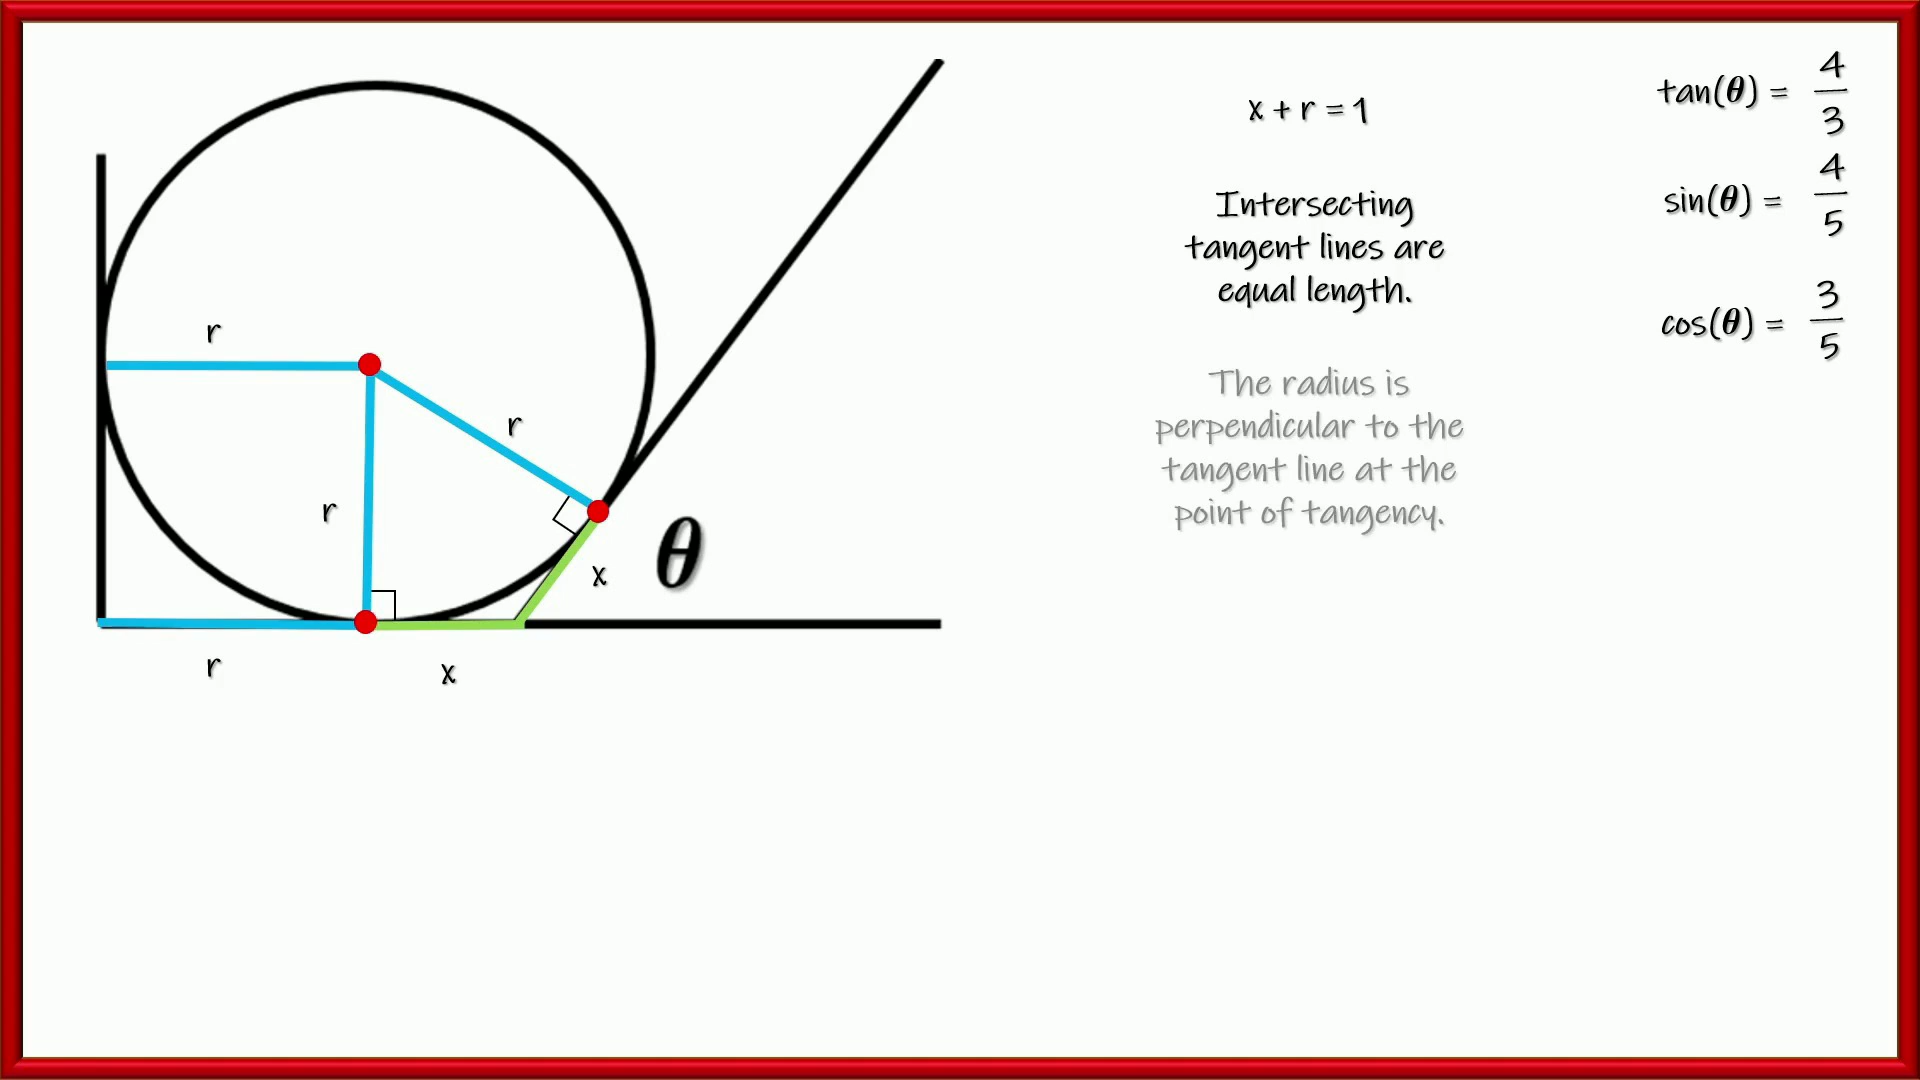 r
r
r
r
x
x
θ
x + r = 1
Intersecting
tangent lines are
equal length.
The radius is
perpendicular to the
tangent line at the
point of tangency.
tan(θ) = 4/3
sin(θ) = 4/5
cos(θ) = 3/5